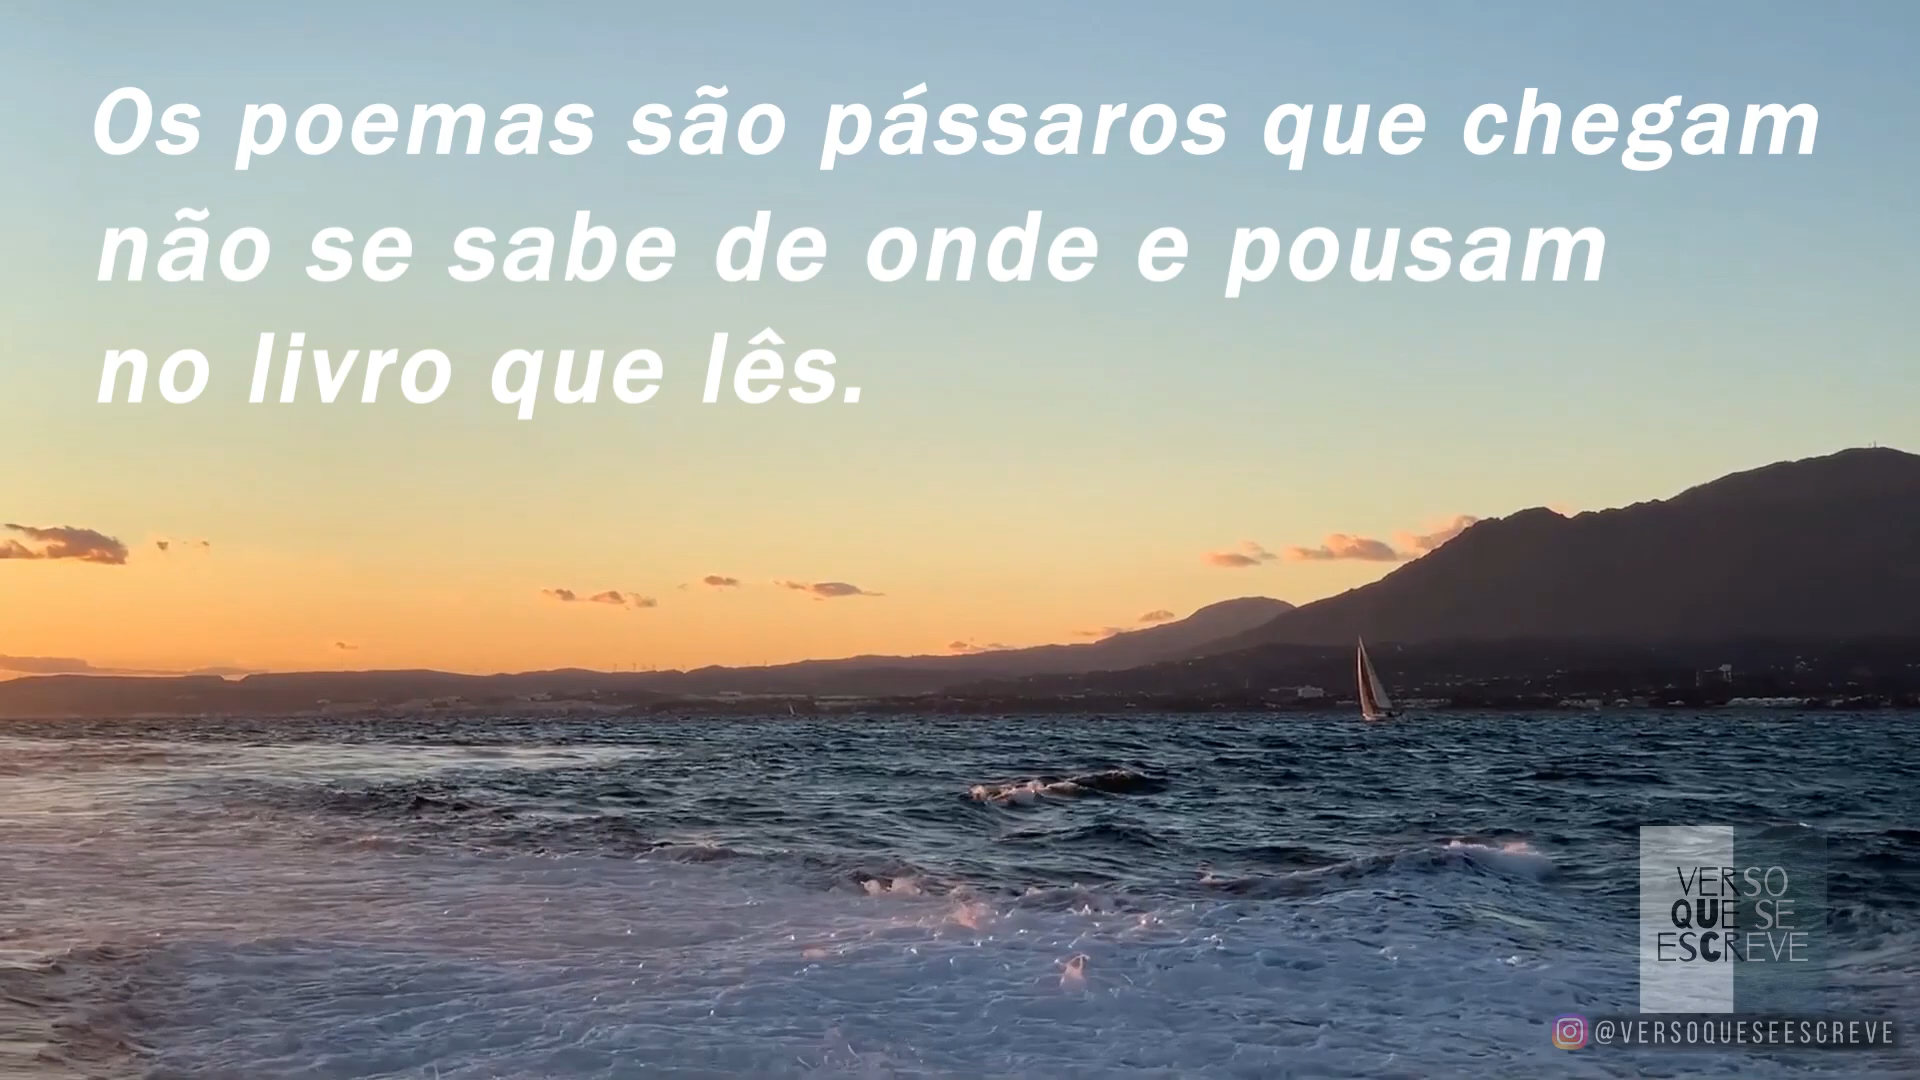 Os poemas são pássaros que chegam
não se sabe de onde e pousam
no livro que lês.
VERSO
QUE SE
ESCREVE
@VERSOQUESEESCREVE